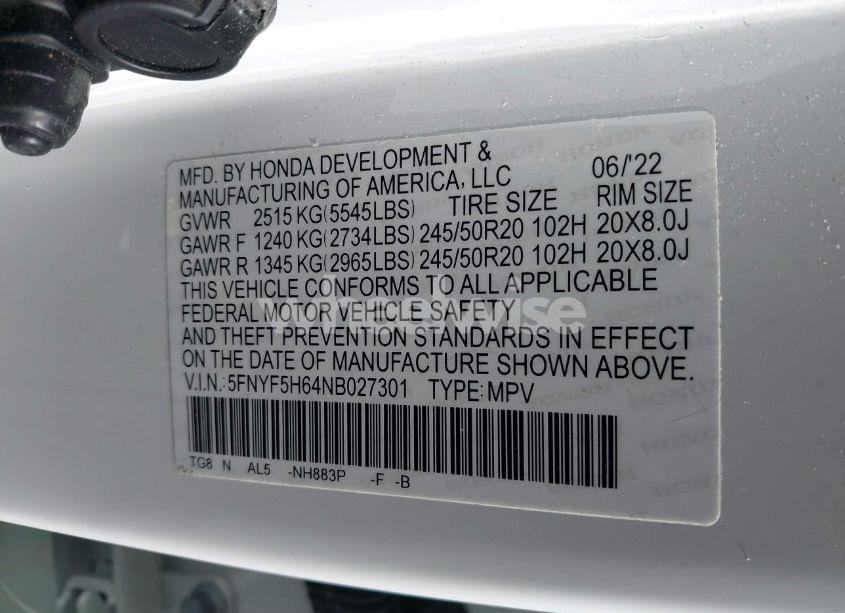 MFD. BY HONDA DEVELOPMENT & 06/'22
MANUFACTURING OF AMERICA, LLC
GVWR 2515 KG(5545LBS) TIRE SIZE RIM SIZE
GAWR F 1240 KG(2734LBS) 245/50R20 102H 20X8.0J
GAWR R 1345 KG(2965LBS) 245/50R20 102H 20X8.0J
THIS VEHICLE CONFORMS TO ALL APPLICABLE
FEDERAL MOTOR VEHICLE SAFETY
AND THEFT PREVENTION STANDARDS IN EFFECT
ON THE DATE OF MANUFACTURE SHOWN ABOVE.
V.I.N.:5FNYF5H64NB027301 TYPE:MPV
TG8 N AL5 -NH883P -F -B
wheelwise
HONDA